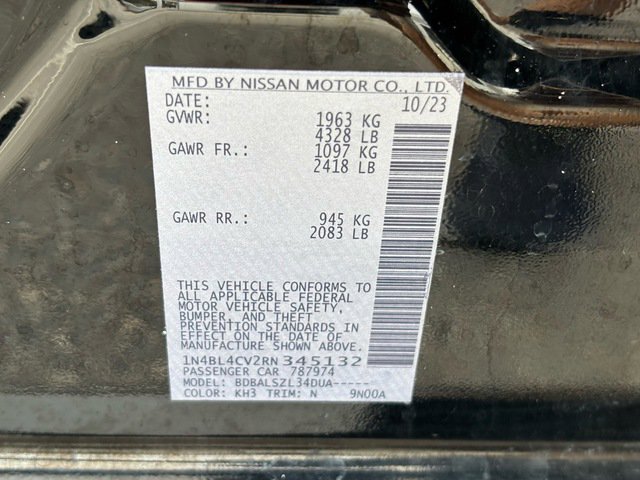 MFD BY NISSAN MOTOR CO., LTD.
DATE: 10/23
GVWR: 1963 KG
4328 LB
GAWR FR.: 1097 KG
2418 LB
GAWR RR.: 945 KG
2083 LB
THIS VEHICLE CONFORMS TO
ALL APPLICABLE FEDERAL
MOTOR VEHICLE SAFETY,
BUMPER, AND THEFT
PREVENTION STANDARDS
IN EFFECT ON THE DATE OF
MANUFACTURE SHOWN ABOVE.
1N4BL4CV2RN345132
PASSENGER CAR 787974
MODEL: BDBALSZL34DUA-----
COLOR: KH3 TRIM: N 9N00A